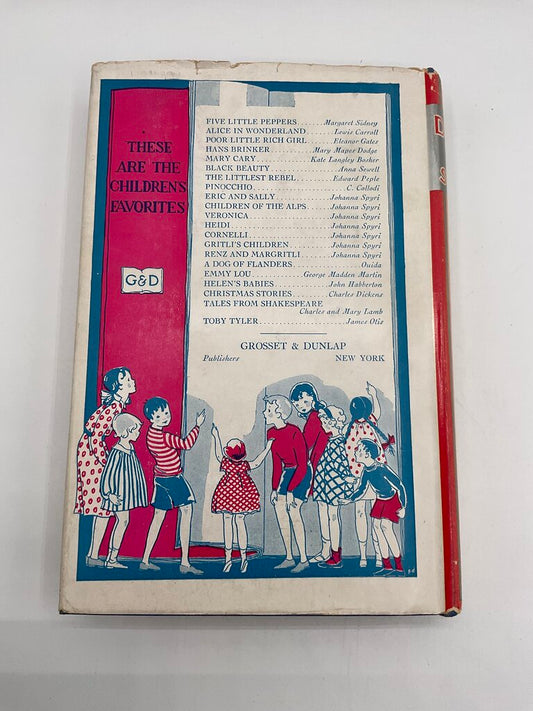 THESE
ARE THE
CHILDREN'S
FAVORITES
G&D
FIVE LITTLE PEPPERS.......Margaret Sidney
ALICE IN WONDERLAND.....Lewis Carroll
POOR LITTLE RICH GIRL.....Eleanor Gates
HANS BRINKER.........Mary Mapes Dodge
MARY CARY..........Kate Langley Bosher
BLACK BEAUTY..............Anna Sewell
THE LITTLEST REBEL.........Edward Peple
PINOCCHIO....................C. Collodi
ERIC AND SALLY............Johanna Spyri
CHILDREN OF THE ALPS.....Johanna Spyri
VERONICA.................Johanna Spyri
HEIDI.....................Johanna Spyri
CORNELLI.................Johanna Spyri
GRITLI'S CHILDREN.........Johanna Spyri
RENZ AND MARGRITLI......Johanna Spyri
A DOG OF FLANDERS..............Ouida
EMMY LOU..........George Madden Martin
HELEN'S BABIES...........John Habberton
CHRISTMAS STORIES.......Charles Dickens
TALES FROM SHAKESPEARE
Charles and Mary Lamb
TOBY TYLER..................James Otis
GROSSET & DUNLAP
Publishers NEW YORK